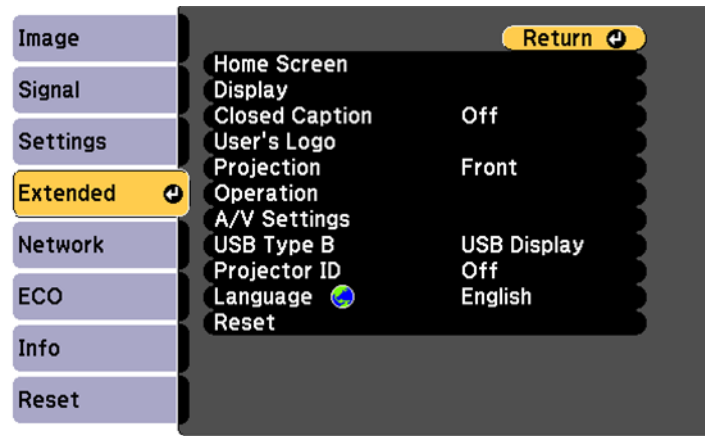 Image
Signal
Settings
Extended
Network
ECO
Info
Reset
Return
Home Screen
Display
Closed Caption Off
User's Logo
Projection Front
Operation
A/V Settings
USB Type B USB Display
Projector ID Off
Language English
Reset